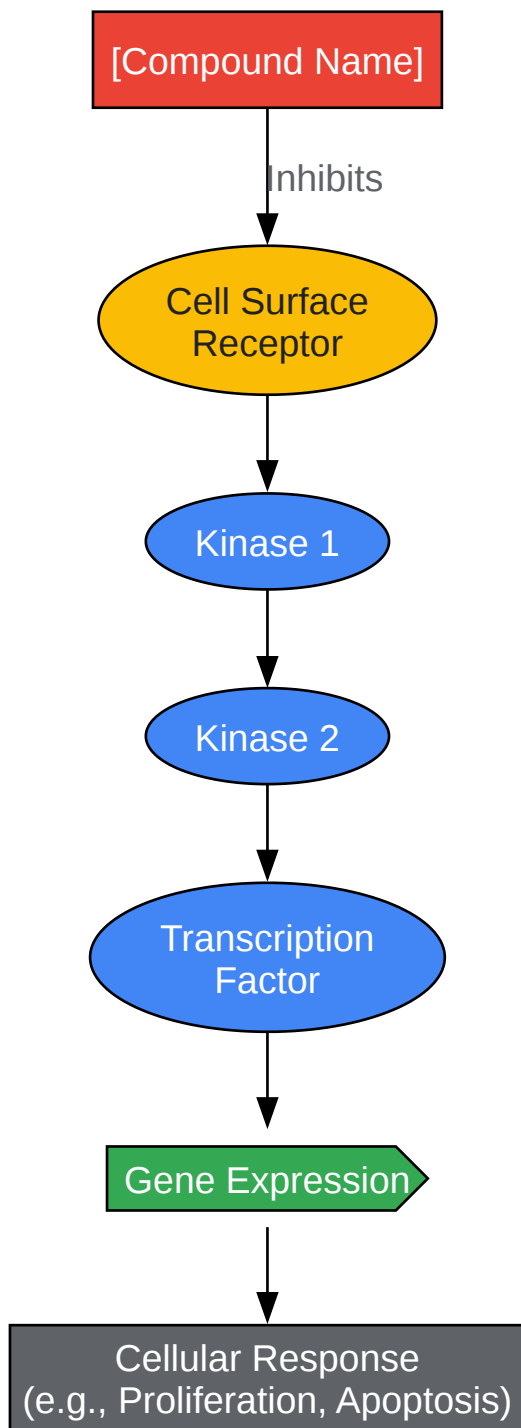 [Compound Name]
Inhibits
Cell Surface
Receptor
Kinase 1
Kinase 2
Transcription
Factor
Gene Expression
Cellular Response
(e.g., Proliferation, Apoptosis)